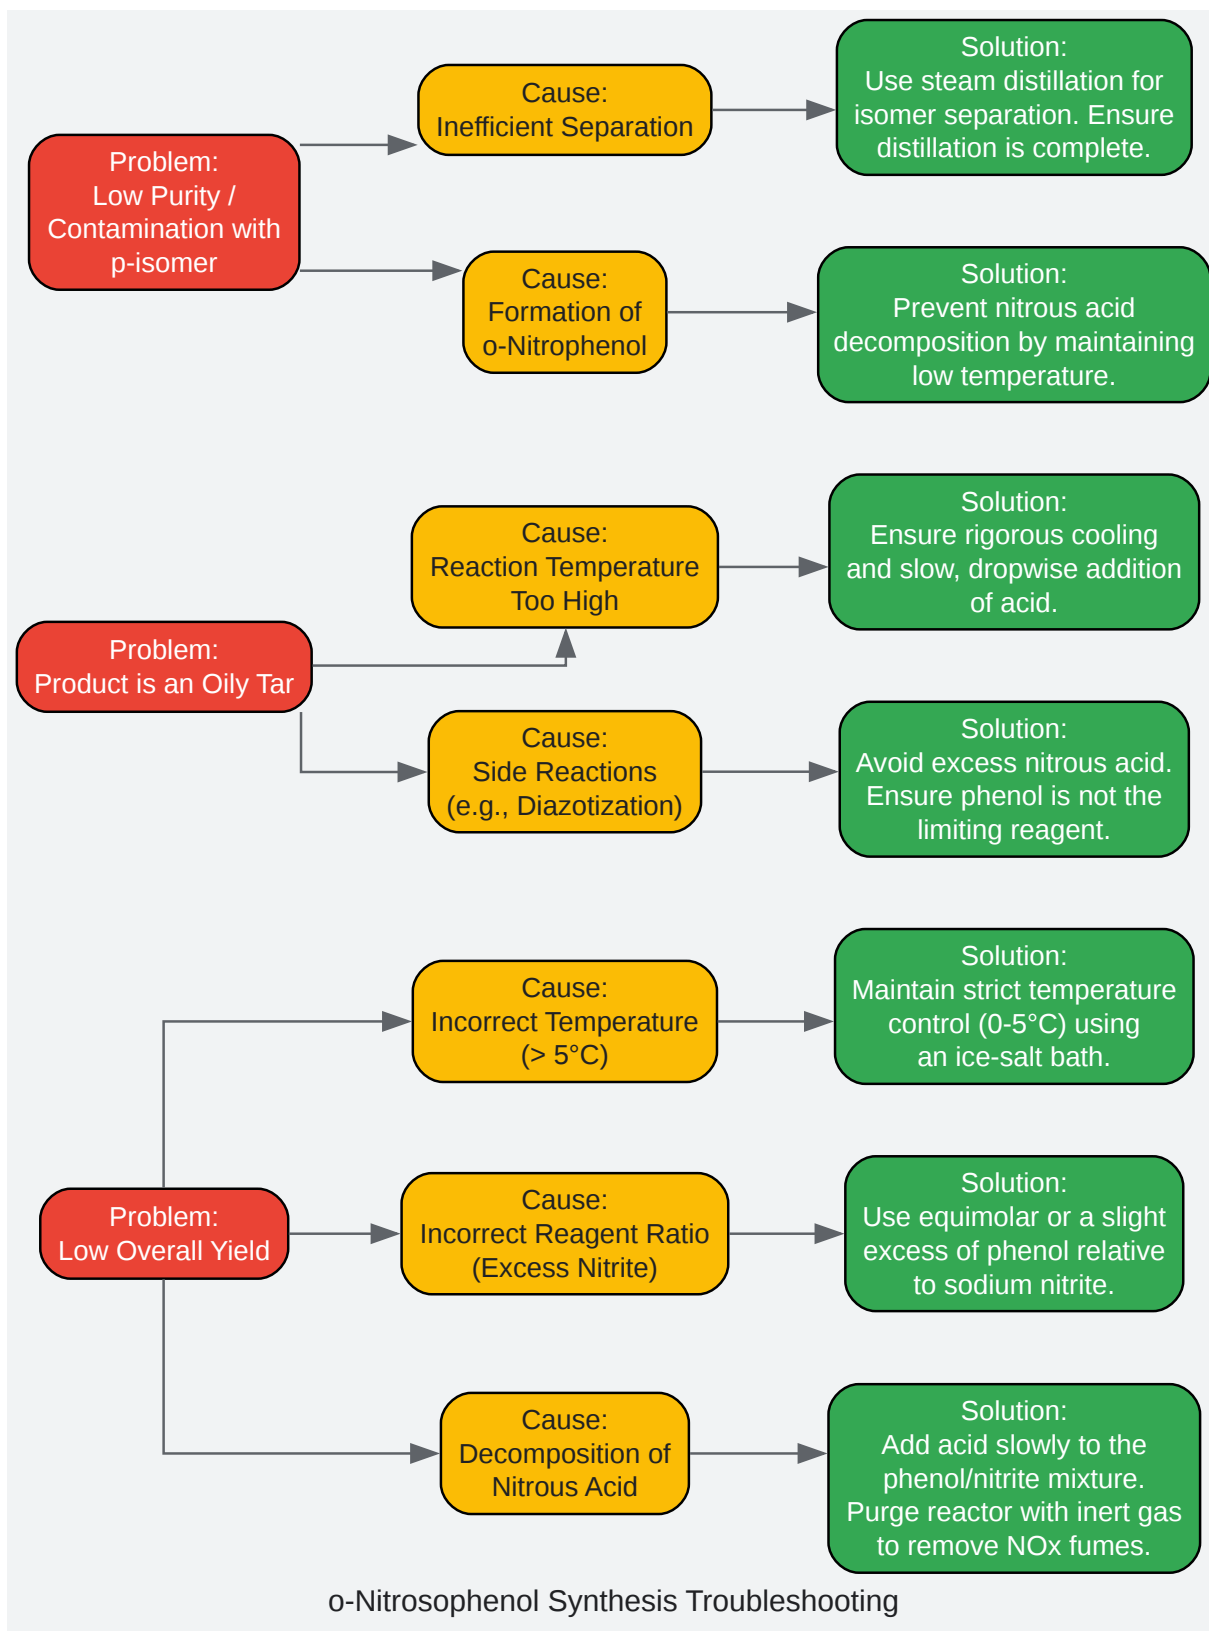 Problem:
Low Purity /
Contamination with
p-isomer
Cause:
Inefficient Separation
Solution:
Use steam distillation for
isomer separation. Ensure
distillation is complete.
Cause:
Formation of
o-Nitrophenol
Solution:
Prevent nitrous acid
decomposition by maintaining
low temperature.
Problem:
Product is an Oily Tar
Cause:
Reaction Temperature
Too High
Solution:
Ensure rigorous cooling
and slow, dropwise addition
of acid.
Cause:
Side Reactions
(e.g., Diazotization)
Solution:
Avoid excess nitrous acid.
Ensure phenol is not the
limiting reagent.
Problem:
Low Overall Yield
Cause:
Incorrect Temperature
(> 5°C)
Solution:
Maintain strict temperature
control (0-5°C) using
an ice-salt bath.
Cause:
Incorrect Reagent Ratio
(Excess Nitrite)
Solution:
Use equimolar or a slight
excess of phenol relative
to sodium nitrite.
Cause:
Decomposition of
Nitrous Acid
Solution:
Add acid slowly to the
phenol/nitrite mixture.
Purge reactor with inert gas
to remove NOx fumes.
o-Nitrosophenol Synthesis Troubleshooting